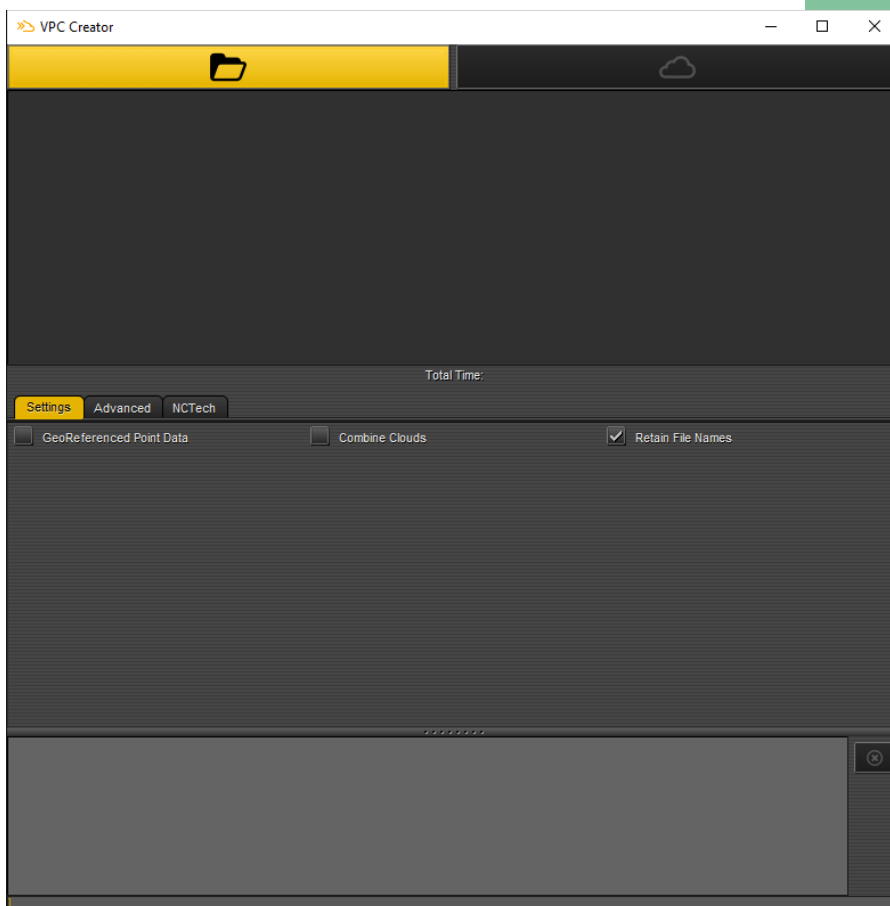 VPC Creator
Total Time:
Settings Advanced NCTech
GeoReferenced Point Data Combine Clouds Retain File Names